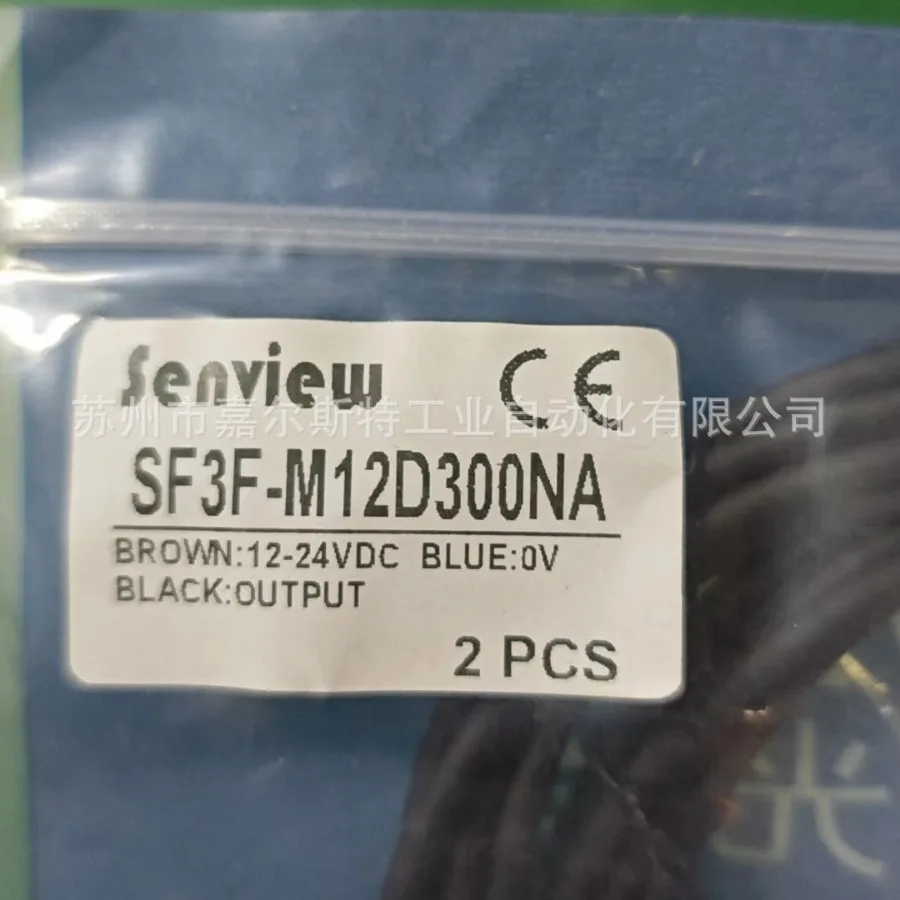 Senview CE
苏州市嘉尔斯特工业自动化有限公司
SF3F-M12D300NA
BROWN:12-24VDC BLUE:0V
BLACK:OUTPUT
2 PCS
光